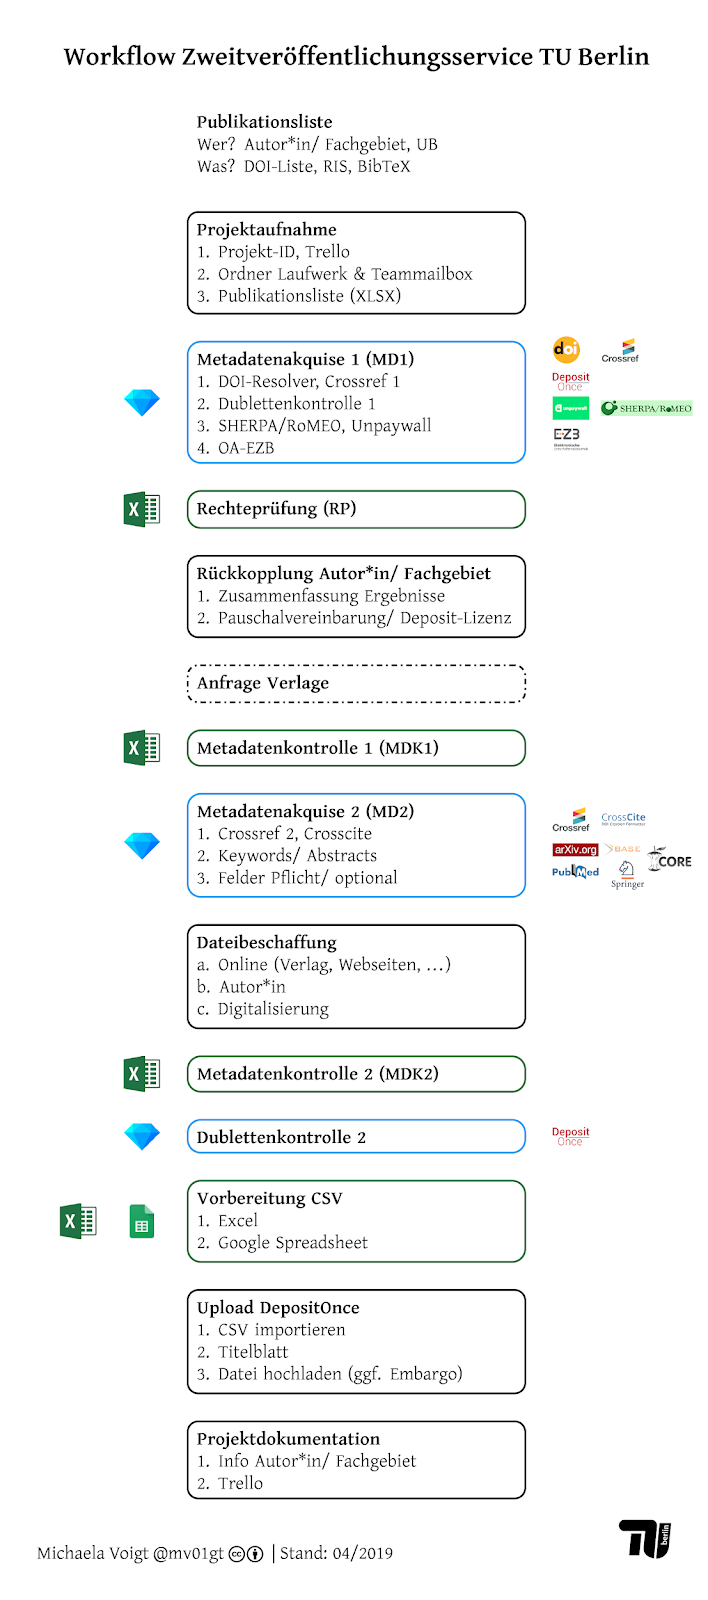 Workflow Zweitveröffentlichungsservice TU Berlin
Publikationsliste
Wer? Autor*in/ Fachgebiet, UB
Was? DOI-Liste, RIS, BibTeX
Projektaufnahme
1. Projekt-ID, Trello
2. Ordner Laufwerk & Teammailbox
3. Publikationsliste (XLSX)
Metadatenakquise 1 (MD1)
1. DOI-Resolver, Crossref 1
2. Dublettenkontrolle 1
3. SHERPA/RoMEO, Unpaywall
4. OA-EZB
doi
Crossref
Deposit
Once
unpaywall
SHERPA/RoMEO
EZB
X
Rechteprüfung (RP)
Rückkopplung Autor*in/ Fachgebiet
1. Zusammenfassung Ergebnisse
2. Pauschalvereinbarung/ Deposit-Lizenz
Anfrage Verlage
X
Metadatenkontrolle 1 (MDK1)
Metadatenakquise 2 (MD2)
1. Crossref 2, Crosscite
2. Keywords/ Abstracts
3. Felder Pflicht/ optional
Crossref
CrossCite
arXiv.org
BASE
CORE
PubMed
Springer
Dateibeschaffung
a. Online (Verlag, Webseiten, ...)
b. Autor*in
c. Digitalisierung
X
Metadatenkontrolle 2 (MDK2)
Dublettenkontrolle 2
Deposit
Once
X
Vorbereitung CSV
1. Excel
2. Google Spreadsheet
Upload DepositOnce
1. CSV importieren
2. Titelblatt
3. Datei hochladen (ggf. Embargo)
Projektdokumentation
1. Info Autor*in/ Fachgebiet
2. Trello
TU berlin
Michaela Voigt @mv01gt cc | Stand: 04/2019